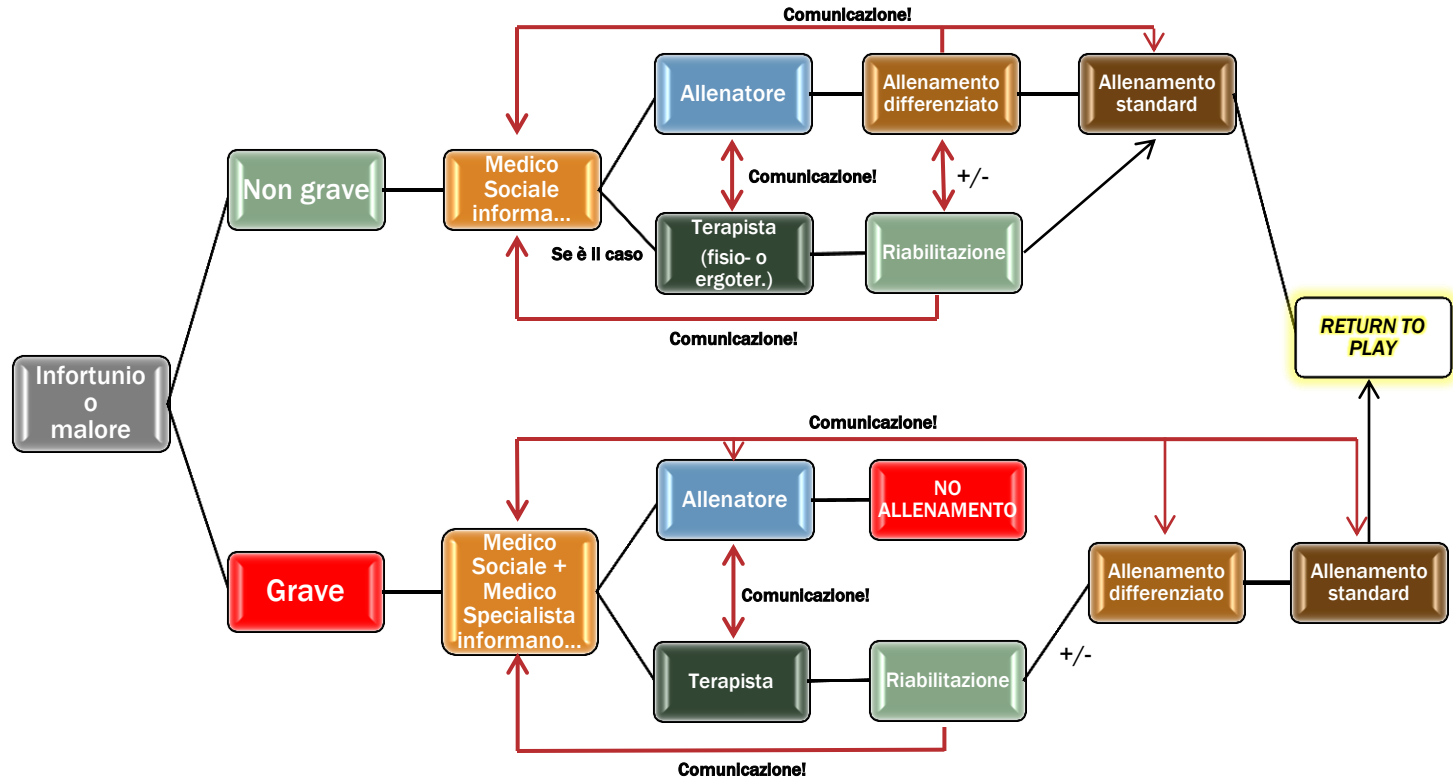 Comunicazione!
Allenatore
Allenamento
differenziato
Allenamento
standard
Non grave
Medico
Sociale
informa...
Comunicazione!
+/-
Se è Il caso
Terapista
(fisio- o
ergoter.)
Riabilitazione
Comunicazione!
RETURN TO
PLAY
Infortunio
o
malore
Comunicazione!
Allenatore
NO
ALLENAMENTO
Grave
Medico
Sociale +
Medico
Specialista
informano...
Comunicazione!
Allenamento
differenziato
Allenamento
standard
Terapista
Riabilitazione
+/-
Comunicazione!